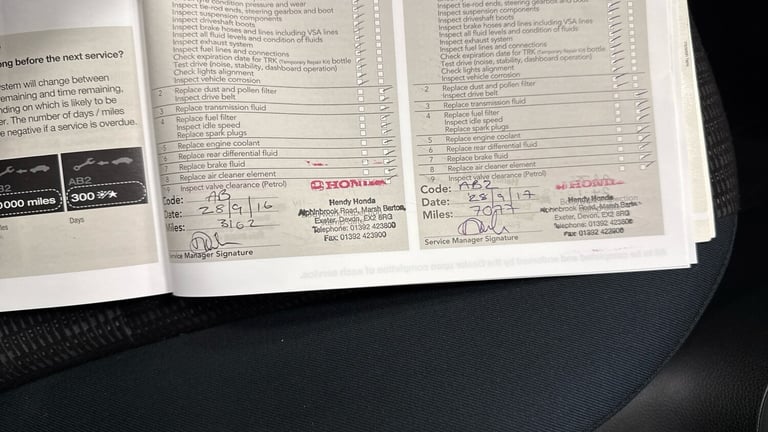 ong before the next service?
stem will change between
emaining and time remaining,
nding on which is likely to
er. The number of days / miles
e negative if a service is overdue.
B2
000 miles
AB2
300
Days
condition pressure and wear
Inspect tie-rod ends, steering gearbox and boot
Inspect suspension components
Inspect driveshaft boots
Inspect brake hoses and lines including VSA lines
Inspect all fluid levels and condition of fluids
Inspect exhaust system
Inspect fuel lines and connections
Check expiration date for TRK (Temporary Repair Kit) bottle
Test drive (noise, stability, dashboard operation)
Check lights alignment
Inspect vehicle corrosion
2 Replace dust and pollen filter
Inspect drive belt
3 Replace transmission fluid
4 Replace fuel filter
Inspect idle speed
Replace spark plugs
5 Replace engine coolant
6 Replace rear differential fluid
7 Replace brake fluid
8 Replace air cleaner element
9 Inspect valve clearance (Petrol)
Code: AB
Date: 28/9/16
Miles: 3162
HONDA
Hendy Honda
Alphinbrook Road, Marsh Barton,
Exeter, Devon, EX2 8RG
Telephone: 01392 423800
Fax: 01392 423900
Service Manager Signature
Inspect tie-rod ends, steering gearbox and boot
Inspect suspension components
Inspect driveshaft boots
Inspect brake hoses and lines including VSA lines
Inspect all fluid levels and condition of fluids
Inspect exhaust system
Inspect fuel lines and connections
Check expiration date for TRK (Temporary Repair Kit) bottle
Test drive (noise, stability, dashboard operation)
Check lights alignment
Inspect vehicle corrosion
2 Replace dust and pollen filter
Inspect drive belt
3 Replace transmission fluid
4 Replace fuel filter
Inspect idle speed
Replace spark plugs
5 Replace engine coolant
6 Replace rear differential fluid
7 Replace brake fluid
8 Replace air cleaner element
9 Inspect valve clearance (Petrol)
Code: AB2
Date: 28/9/17
Miles: 7077
HONDA
Hendy Honda
Alphinbrook Road, Marsh Barton,
Exeter, Devon, EX2 8RG
Telephone: 01392 423800
Fax: 01392 423900
Service Manager Signature